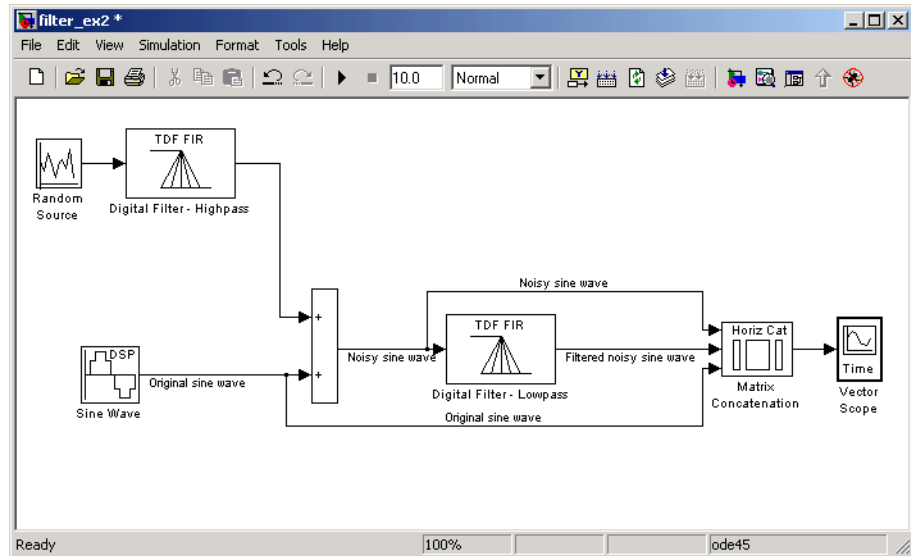 filter_ex2 *
File Edit View Simulation Format Tools Help
10.0 Normal
TDF FIR
Random
Source
Digital Filter - Highpass
Noisy sine wave
+
TDF FIR
Horiz Cat
DSP
Noisy sine wave
Filtered noisy sine wave
Time
+
Original sine wave
Sine Wave
Digital Filter - Lowpass
Matrix
Concatenation
Vector
Scope
Original sine wave
Ready 100% ode45